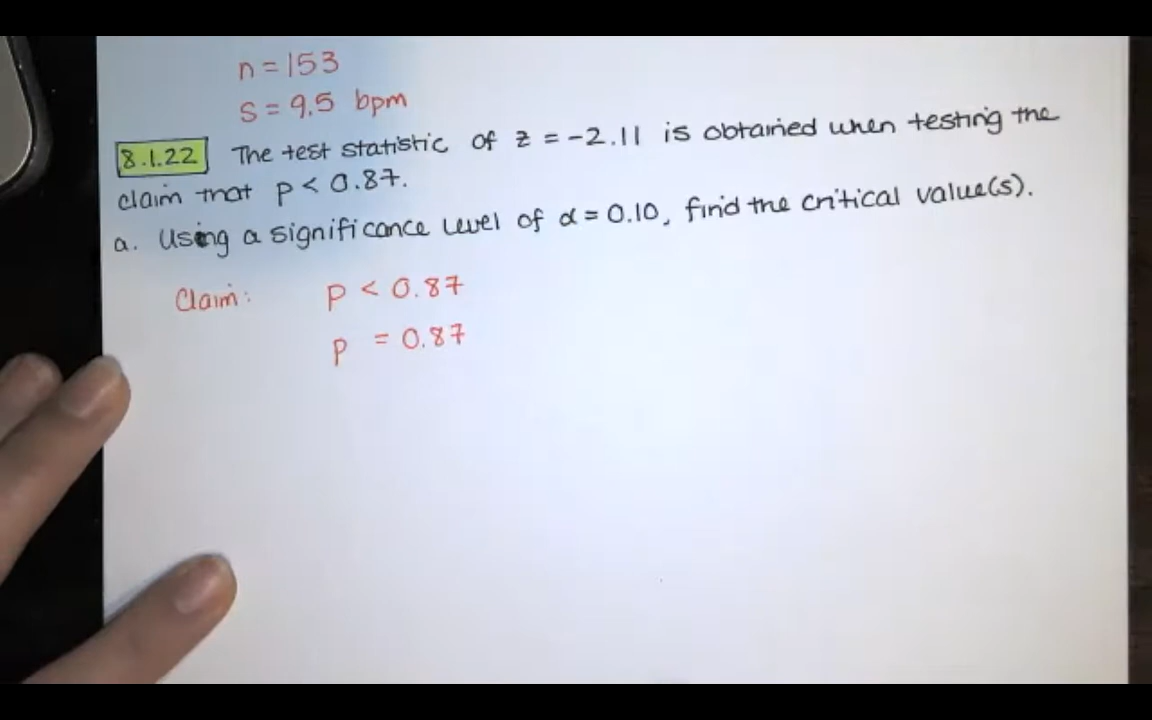 n = 153
s = 9.5 bpm
8.1.22 The test statistic of z = -2.11 is obtained when testing the
claim that p < 0.87.
a. Using a significance level of α = 0.10, find the critical value(s).
Claim: p < 0.87
p = 0.87